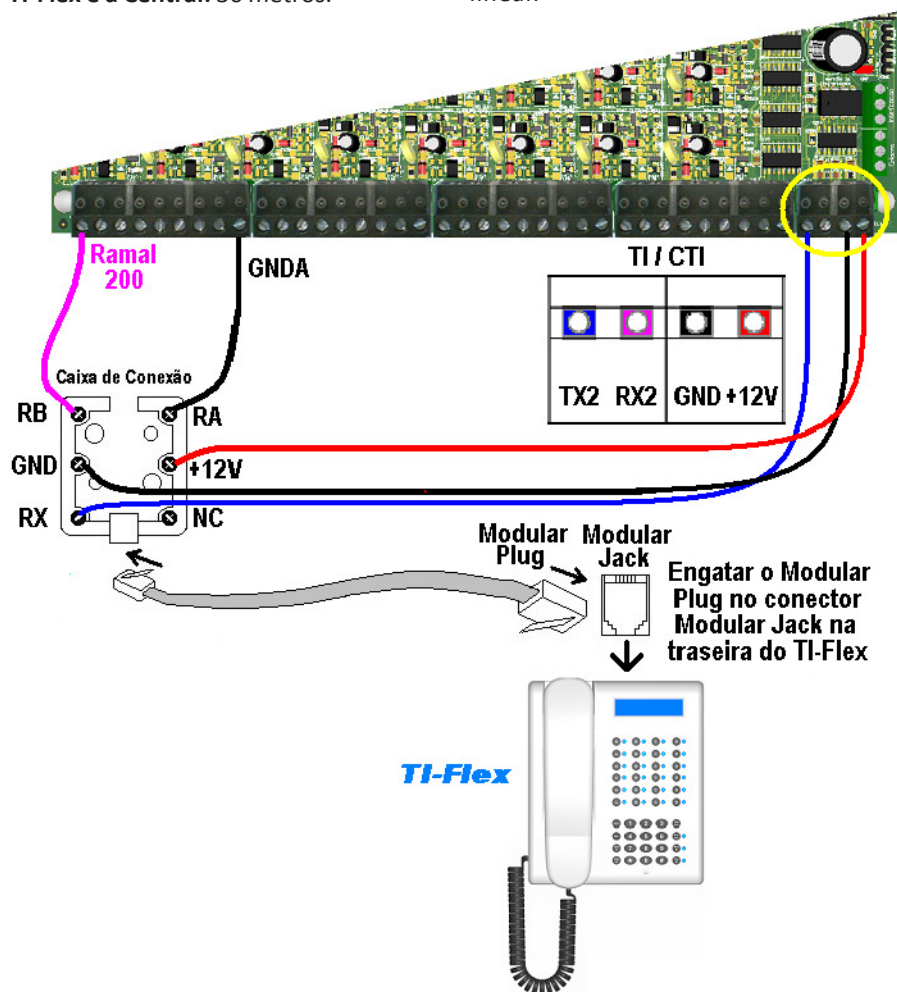 Ramal
200
GNDA
TI / CTI
TX2 RX2 GND +12V
Caixa de Conexão
RB
RA
GND
+12V
RX
NC
Modular
Plug
Modular
Jack
Engatar o Modular
Plug no conector
Modular Jack na
traseira do TI-Flex
TI-Flex